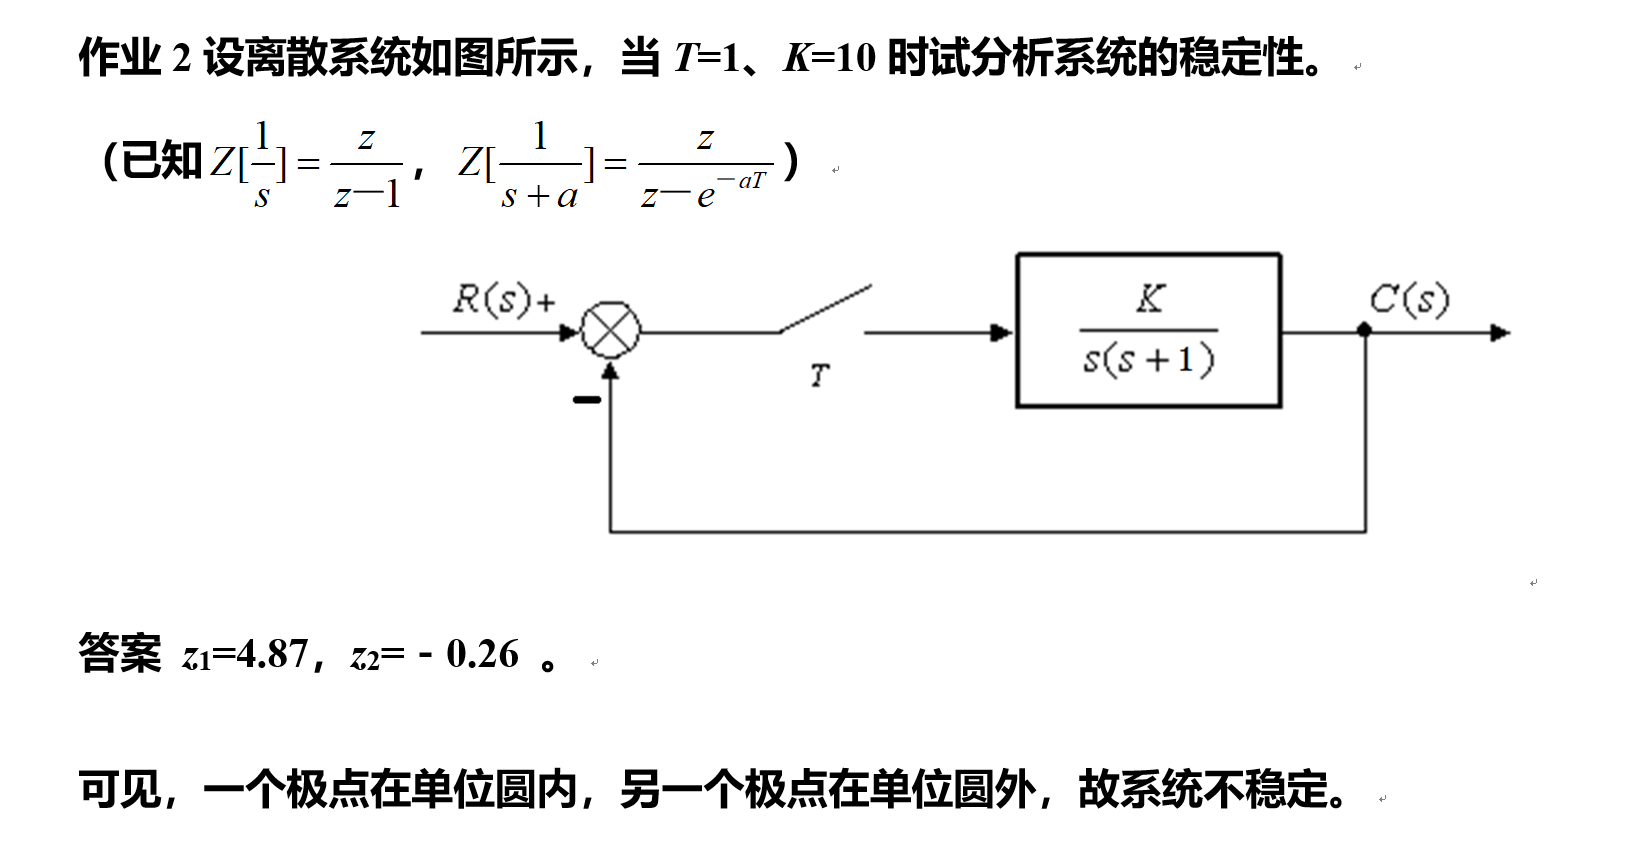 作业 2 设离散系统如图所示，当 T=1、K=10 时试分析系统的稳定性。
（已知 Z[1/s] = z/(z－1)， Z[1/(s+a)] = z/(z－e^(－aT))）
R(s)+
K/(s(s+1))
C(s)
T
－
答案 z1=4.87，z2=－0.26 。
可见，一个极点在单位圆内，另一个极点在单位圆外，故系统不稳定。